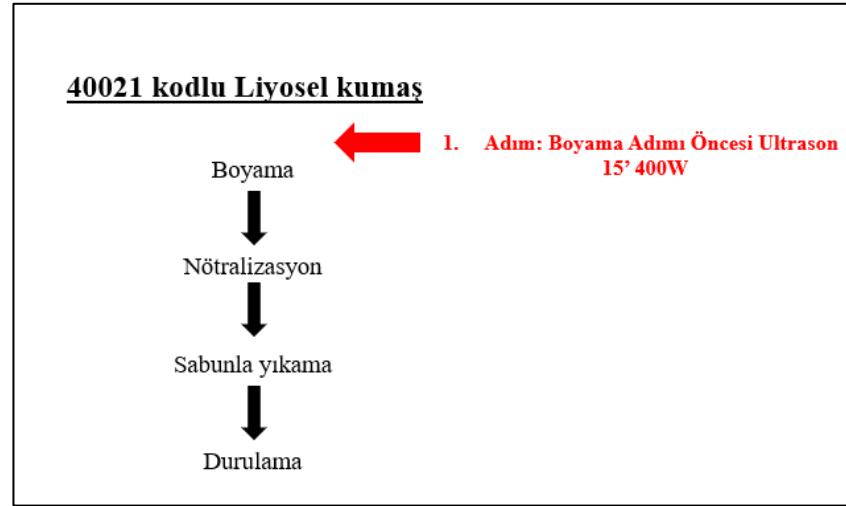 40021 kodlu Liyosel kumaş
1. Adım: Boyama Adımı Öncesi Ultrason
15’ 400W
Boyama
Nötralizasyon
Sabunla yıkama
Durulama